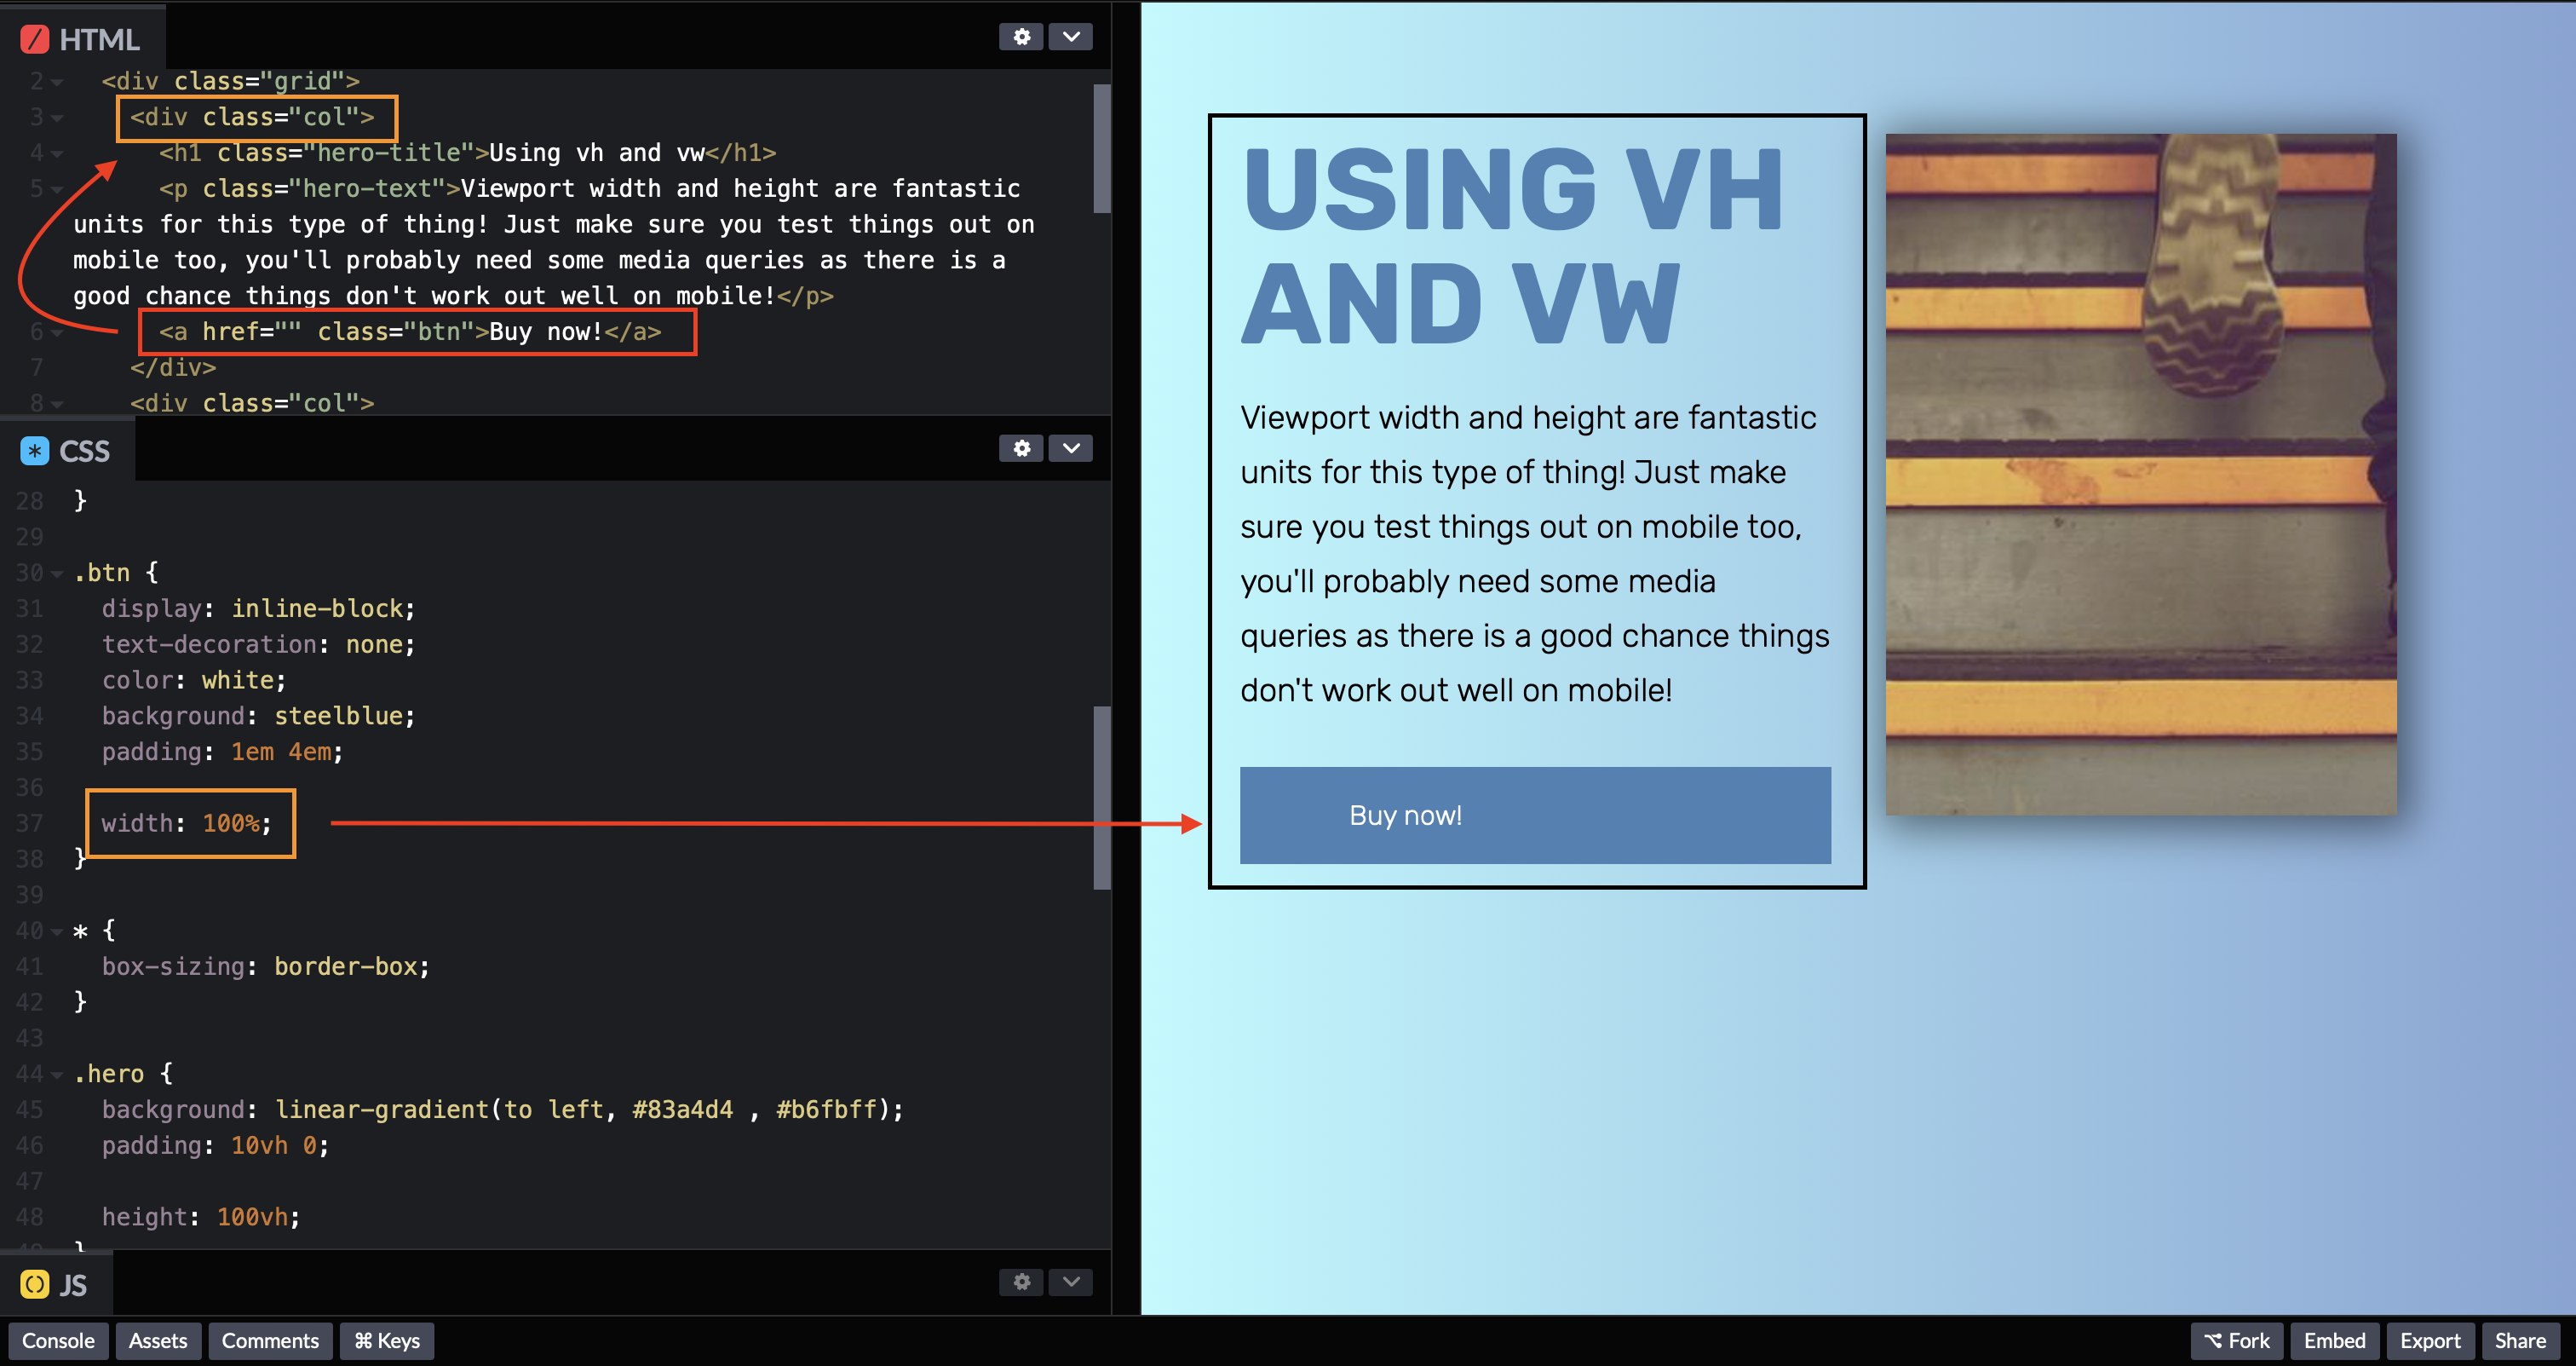 HTML
2 <div class="grid">
3 <div class="col">
4 <h1 class="hero-title">Using vh and vw</h1>
5 <p class="hero-text">Viewport width and height are fantastic
units for this type of thing! Just make sure you test things out on
mobile too, you'll probably need some media queries as there is a
good chance things don't work out well on mobile!</p>
6 <a href="" class="btn">Buy now!</a>
7 </div>
8 <div class="col">
* CSS
28 }
29
30 .btn {
31 display: inline-block;
32 text-decoration: none;
33 color: white;
34 background: steelblue;
35 padding: 1em 4em;
36
37 width: 100%;
38 }
39
40 * {
41 box-sizing: border-box;
42 }
43
44 .hero {
45 background: linear-gradient(to left, #83a4d4 , #b6fbff);
46 padding: 10vh 0;
47
48 height: 100vh;
49 }
() JS
USING VH
AND VW
Viewport width and height are fantastic
units for this type of thing! Just make
sure you test things out on mobile too,
you'll probably need some media
queries as there is a good chance things
don't work out well on mobile!
Buy now!
Console Assets Comments ⌘ Keys
Fork Embed Export Share